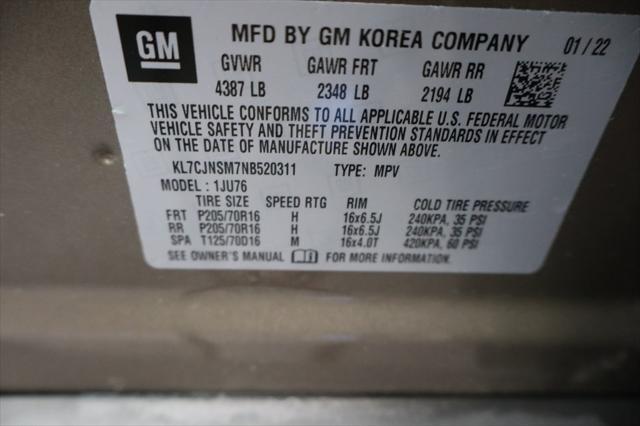 GM
MFD BY GM KOREA COMPANY 01 / 22
GVWR GAWR FRT GAWR RR
4387 LB 2348 LB 2194 LB
THIS VEHICLE CONFORMS TO ALL APPLICABLE U.S. FEDERAL MOTOR
VEHICLE SAFETY AND THEFT PREVENTION STANDARDS IN EFFECT
ON THE DATE OF MANUFACTURE SHOWN ABOVE.
KL7CJNSM7NB520311 TYPE: MPV
MODEL : 1JU76
TIRE SIZE SPEED RTG RIM COLD TIRE PRESSURE
FRT P205/70R16 H 16x6.5J 240KPA, 35 PSI
RR P205/70R16 H 16x6.5J 240KPA, 35 PSI
SPA T125/70D16 M 16x4.0T 420KPA, 60 PSI
SEE OWNER'S MANUAL FOR MORE INFORMATION.